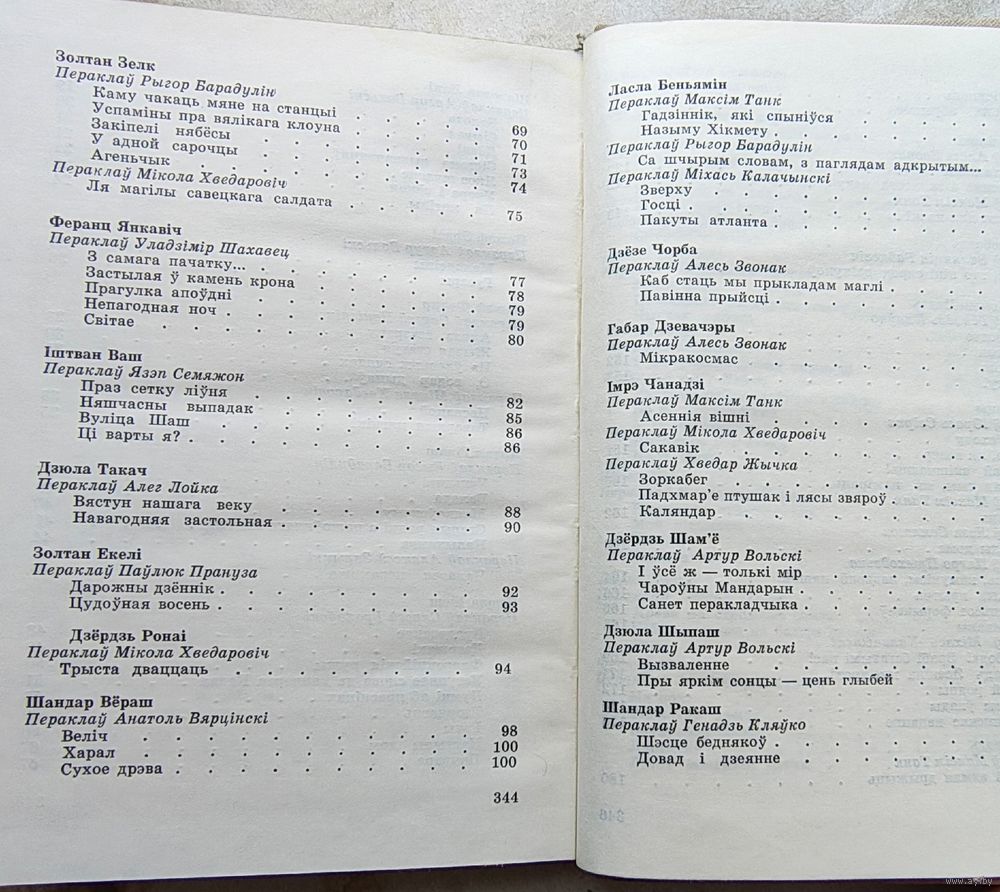 Золтан Зелк
Пераклаў Рыгор Барадулін
Каму чакаць мяне на станцыі . . . . . 69
Успаміны пра вялікага клоуна . . . . . 70
Закіпелі нябёсы . . . . . 71
У адной сарочцы . . . . . 73
Агеньчык . . . . . 74
Пераклаў Мікола Хведаровіч
Ля магілы савецкага салдата . . . . . 75
Ференц Янкавіч
Пераклаў Уладзімір Шахавец
З самага пачатку... . . . . . 77
Застылая ў камень крона . . . . . 78
Прагулка апоўдні . . . . . 79
Непагодная ноч . . . . . 79
Світае . . . . . 80
Іштван Ваш
Пераклаў Язэп Семяжон
Праз сетку ліўня . . . . . 82
Няшчасны выпадак . . . . . 85
Вуліца Шаш . . . . . 86
Ці варты я? . . . . . 86
Дзюла Такач
Пераклаў Алег Лойка
Вястун нашага веку . . . . . 88
Навагодняя застольная . . . . . 90
Золтан Екелі
Пераклаў Паўлюк Прануза
Дарожны дзённік . . . . . 92
Цудоўная восень . . . . . 93
Дзёрдзь Ронаі
Пераклаў Мікола Хведаровіч
Трыста дваццаць . . . . . 94
Шандар Вёраш
Пераклаў Анатоль Вярцінскі
Веліч . . . . . 98
Харал . . . . . 100
Сухое дрэва . . . . . 100
344
Ласла Беньямін
Пераклаў Максім Танк
Гадзіннік, які спыніўся . . . . .
Назыму Хікмету . . . . .
Пераклаў Рыгор Барадулін
Са шчырым словам, з паглядам адкрытым...
Пераклаў Міхась Калачынскі
Зверху . . . . .
Госці . . . . .
Пакуты атланта . . . . .
Дзёзе Чорба
Пераклаў Алесь Звонак
Каб стаць мы прыкладам маглі . . . . .
Павінна прыйсці . . . . .
Габар Дзевачэры
Пераклаў Алесь Звонак
Мікракосмас . . . . .
Імрэ Чанадзі
Пераклаў Максім Танк
Асеннія вішні . . . . .
Пераклаў Мікола Хведаровіч
Сакавік . . . . .
Пераклаў Хведар Жычка
Зоркабег . . . . .
Падхмар'е птушак і лясы звяроў . . . . .
Каляндар . . . . .
Дзёрдзь Шам'ё
Пераклаў Артур Вольскі
І ўсё ж — толькі мір . . . . .
Чароўны Мандарын . . . . .
Санет перакладчыка . . . . .
Дзюла Шыпаш
Пераклаў Артур Вольскі
Вызваленне . . . . .
Пры яркім сонцы — цень глыбей . . . . .
Шандар Ракаш
Пераклаў Генадзь Кляўко
Шэсце беднякоў . . . . .
Довад і дзеянне . . . . .
www.ay.by